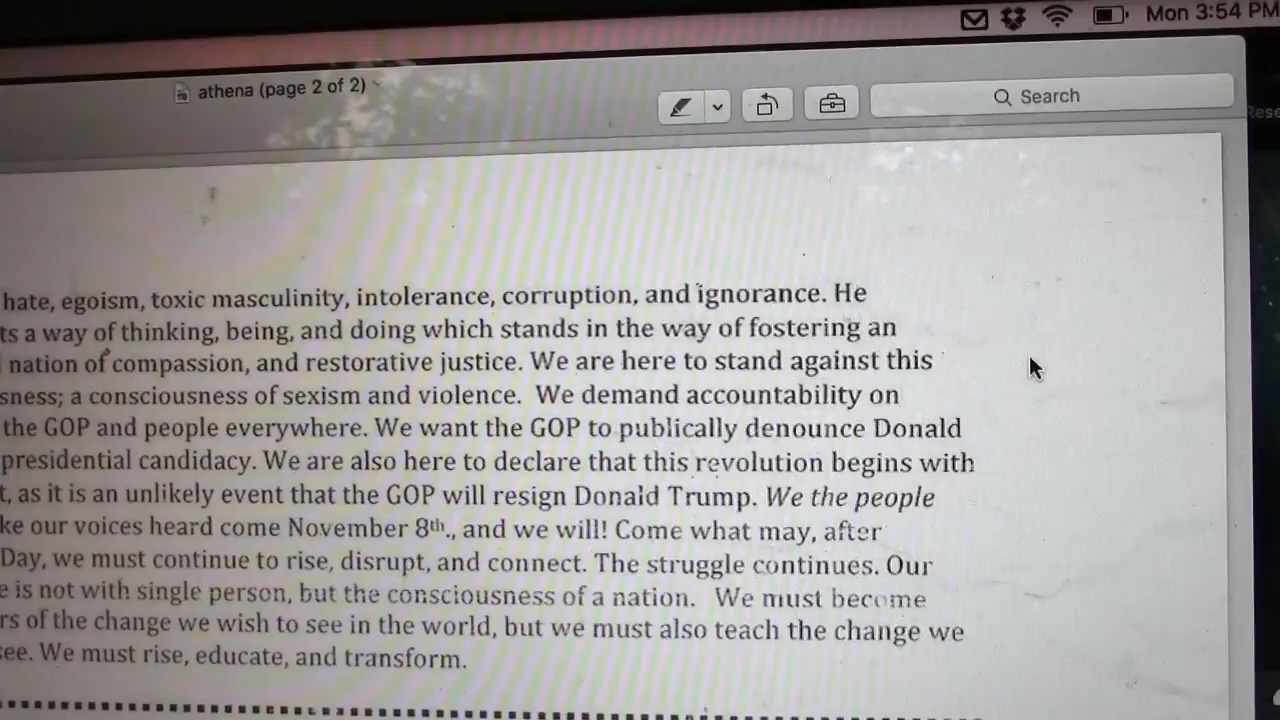 Mon 3:54 PM
athena (page 2 of 2)
Search
hate, egoism, toxic masculinity, intolerance, corruption, and ignorance. He
ts a way of thinking, being, and doing which stands in the way of fostering an
nation of compassion, and restorative justice. We are here to stand against this
sness; a consciousness of sexism and violence. We demand accountability on
the GOP and people everywhere. We want the GOP to publically denounce Donald
presidential candidacy. We are also here to declare that this revolution begins with
t, as it is an unlikely event that the GOP will resign Donald Trump. We the people
ke our voices heard come November 8th., and we will! Come what may, after
Day, we must continue to rise, disrupt, and connect. The struggle continues. Our
e is not with single person, but the consciousness of a nation. We must become
rs of the change we wish to see in the world, but we must also teach the change we
see. We must rise, educate, and transform.